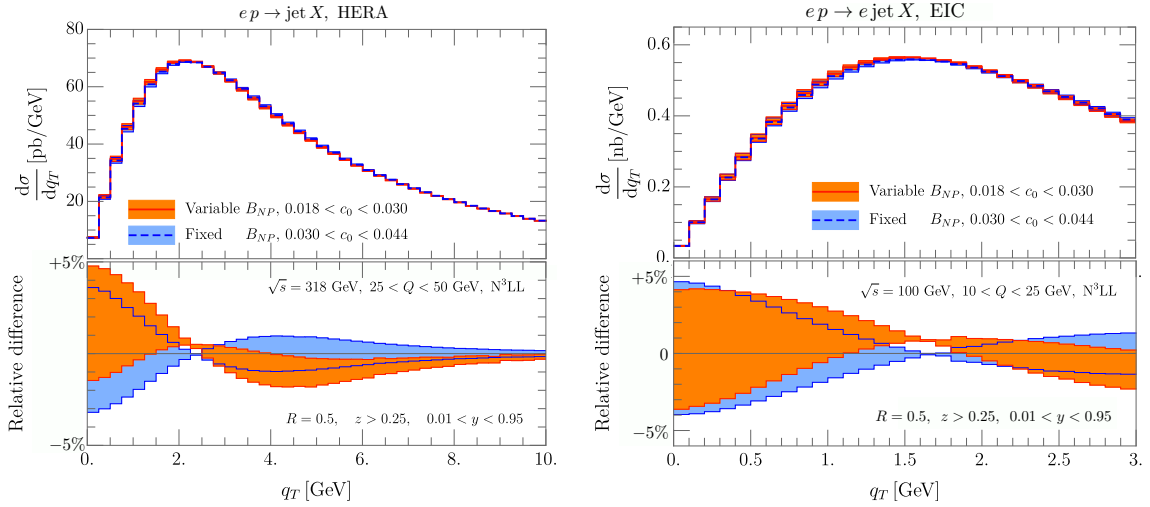 e p → jet X, HERA
80
60
40
20
dσ/dq_T [pb/GeV]
Variable B_NP, 0.018 < c_0 < 0.030
Fixed B_NP, 0.030 < c_0 < 0.044
+5%
0
−5%
Relative difference
√s = 318 GeV, 25 < Q < 50 GeV, N³LL
R = 0.5, z > 0.25, 0.01 < y < 0.95
0. 2. 4. 6. 8. 10.
q_T [GeV]
e p → e jet X, EIC
0.6
0.4
0.2
0.
dσ/dq_T [nb/GeV]
Variable B_NP, 0.018 < c_0 < 0.030
Fixed B_NP, 0.030 < c_0 < 0.044
+5%
0
−5%
Relative difference
√s = 100 GeV, 10 < Q < 25 GeV, N³LL
R = 0.5, z > 0.25, 0.01 < y < 0.95
0. 0.5 1.0 1.5 2.0 2.5 3.
q_T [GeV]